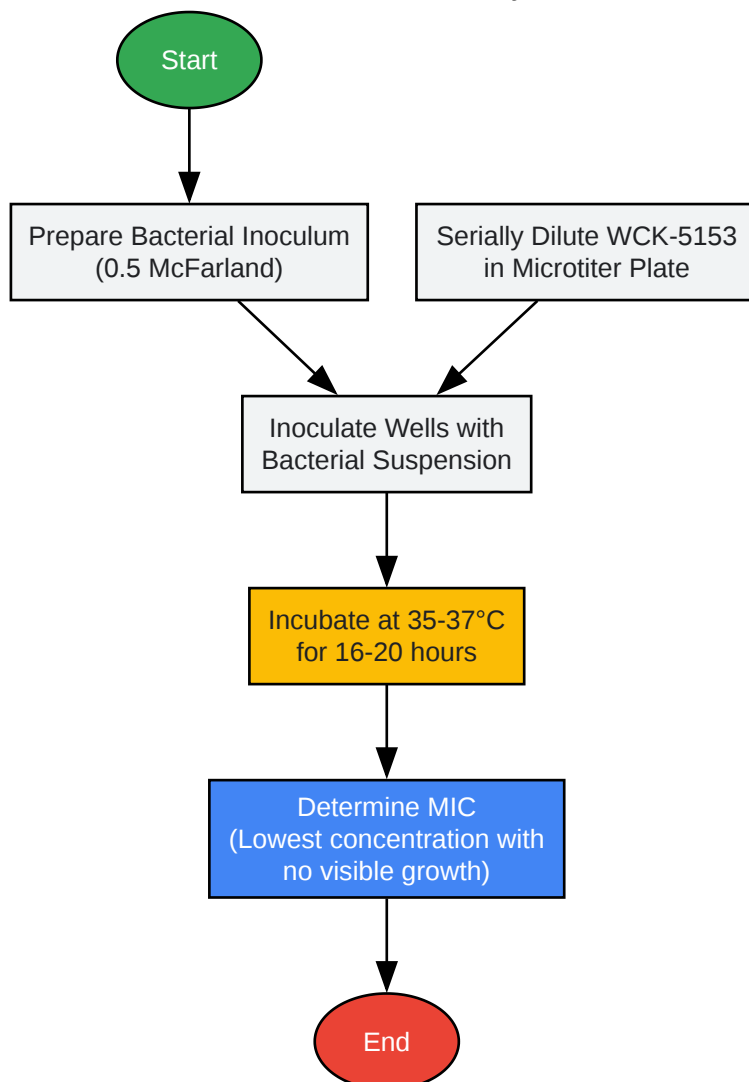 Start
Prepare Bacterial Inoculum
(0.5 McFarland)
Serially Dilute WCK-5153
in Microtiter Plate
Inoculate Wells with
Bacterial Suspension
Incubate at 35-37°C
for 16-20 hours
Determine MIC
(Lowest concentration with
no visible growth)
End